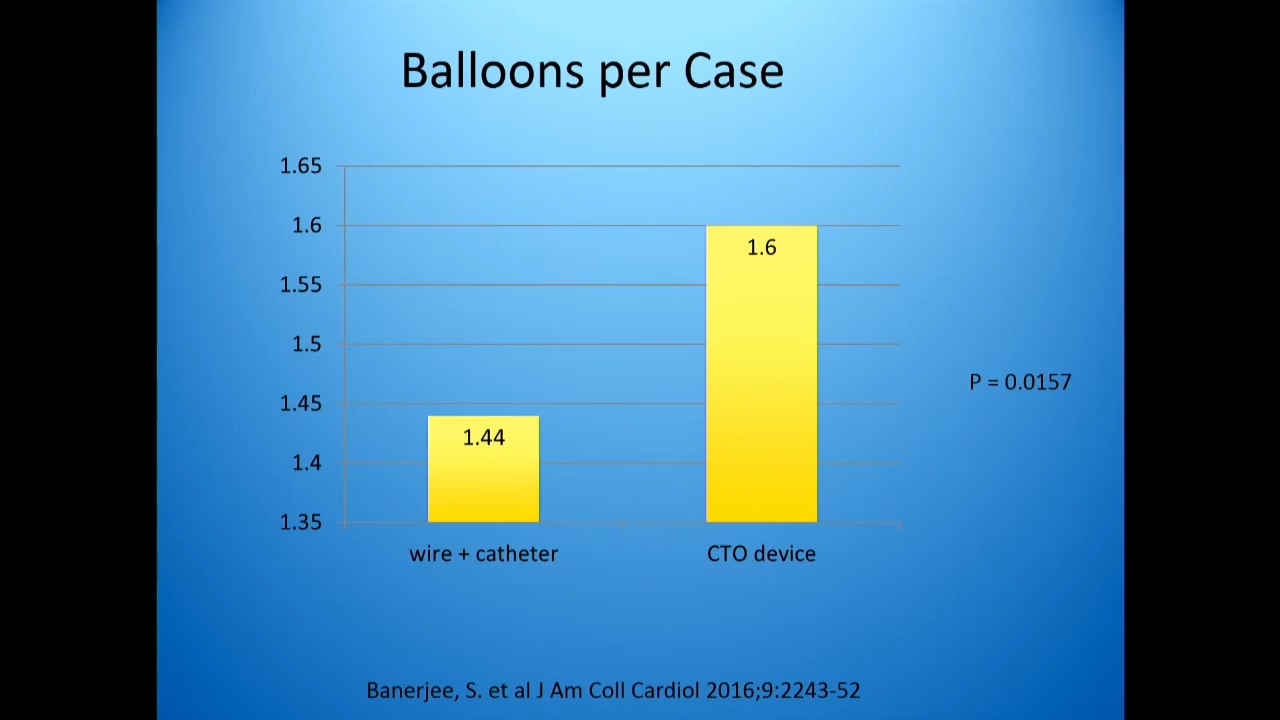 Balloons per Case
1.65
1.6
1.55
1.5
1.45
1.4
1.35
1.44
1.6
wire + catheter
CTO device
P = 0.0157
Banerjee, S. et al J Am Coll Cardiol 2016;9:2243-52